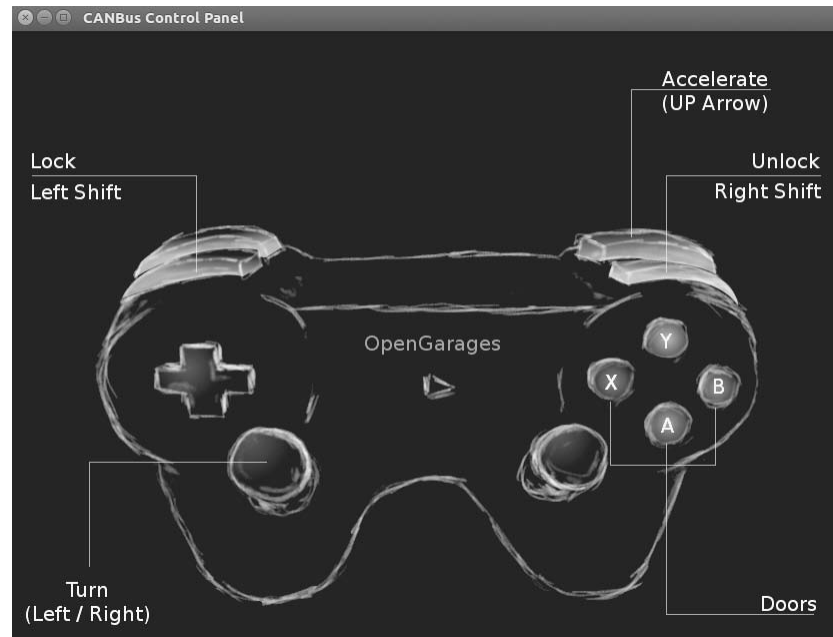 CANBus Control Panel
Accelerate
(UP Arrow)
Lock
Left Shift
Unlock
Right Shift
OpenGarages
Y
X
B
A
Turn
(Left / Right)
Doors